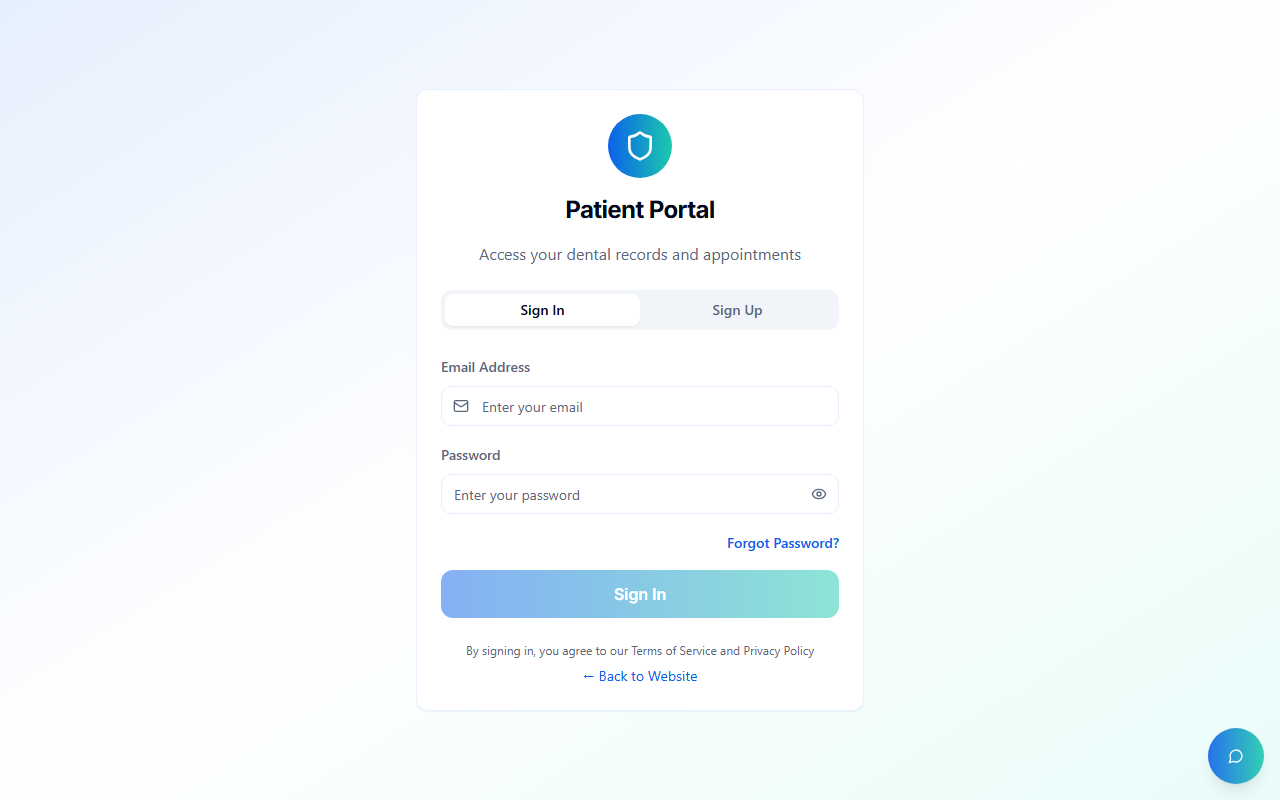 Patient Portal
Access your dental records and appointments
Sign In
Sign Up
Email Address
Enter your email
Password
Enter your password
Forgot Password?
Sign In
By signing in, you agree to our Terms of Service and Privacy Policy
← Back to Website